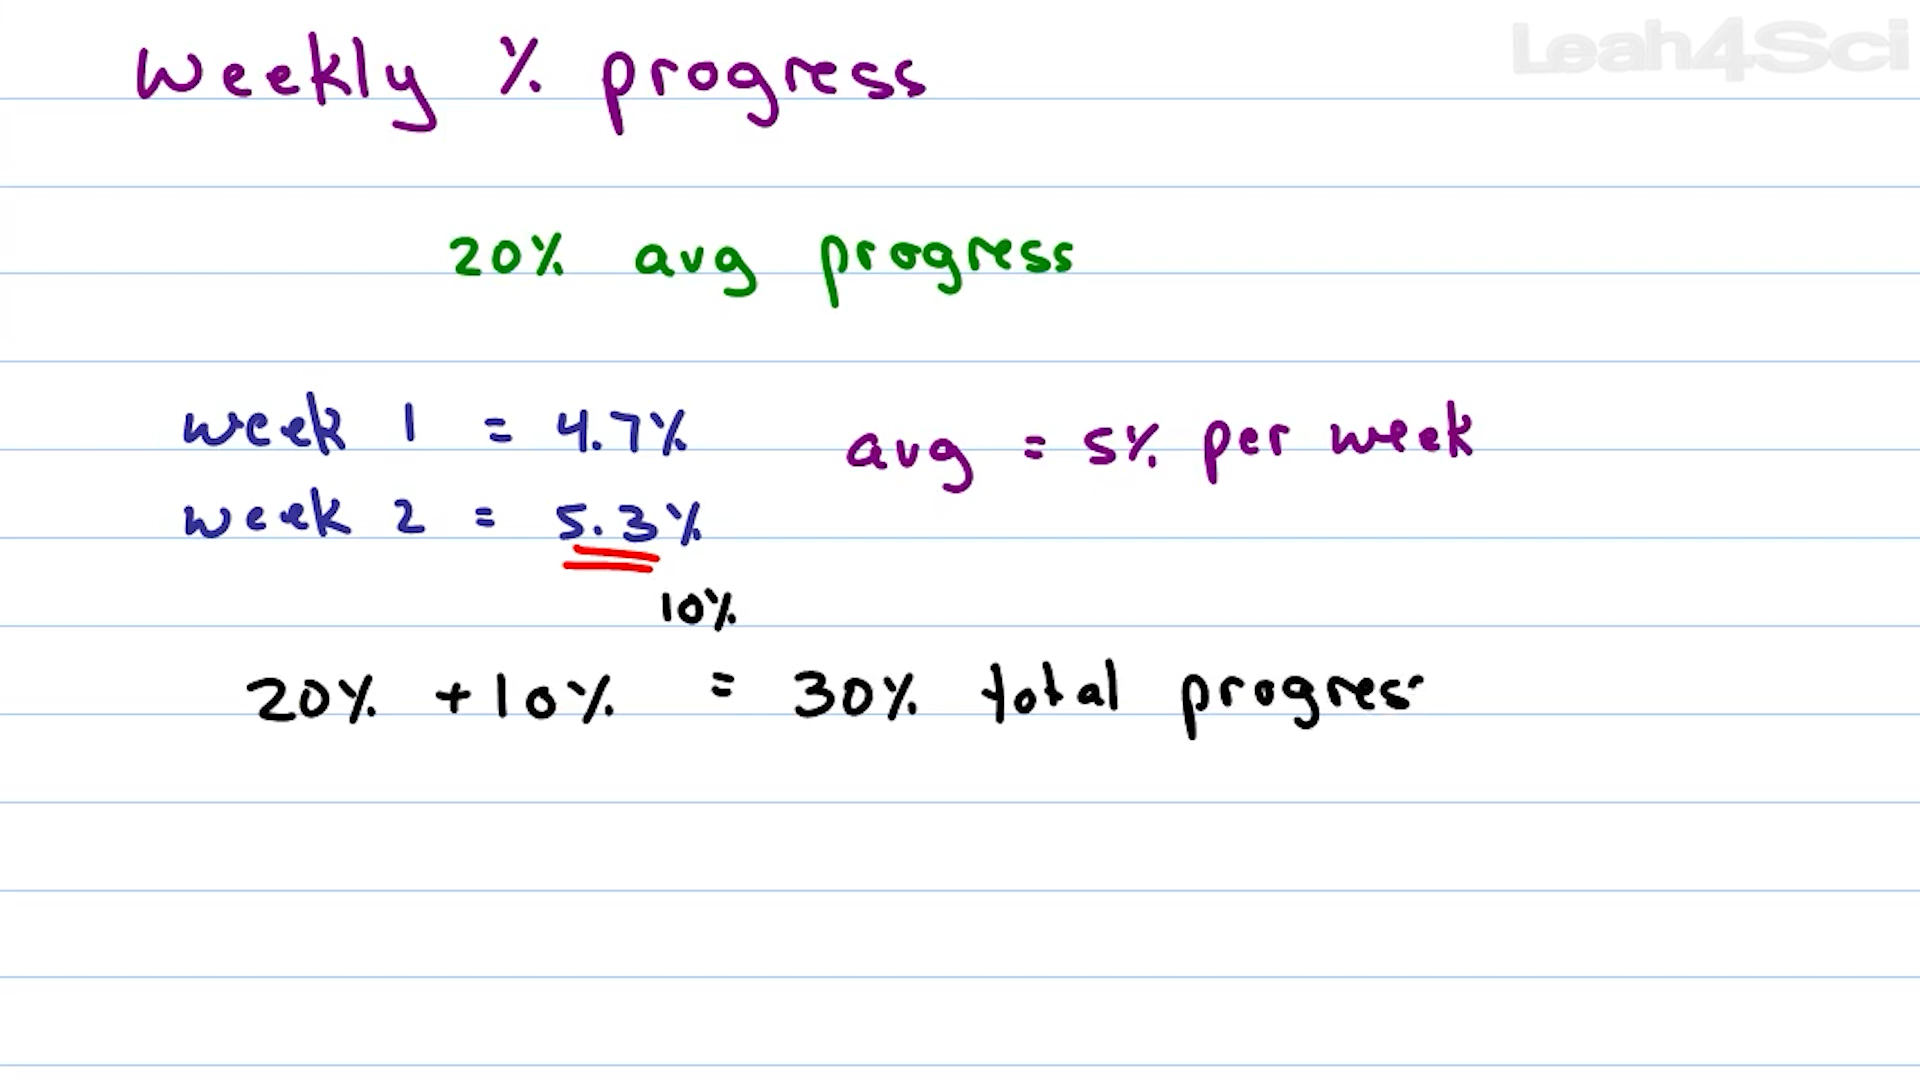 Leah4Sci
Weekly % progress
20% avg progress
week 1 = 4.7%
avg = 5% per week
week 2 = 5.3%
10%
20% + 10% = 30% total progres